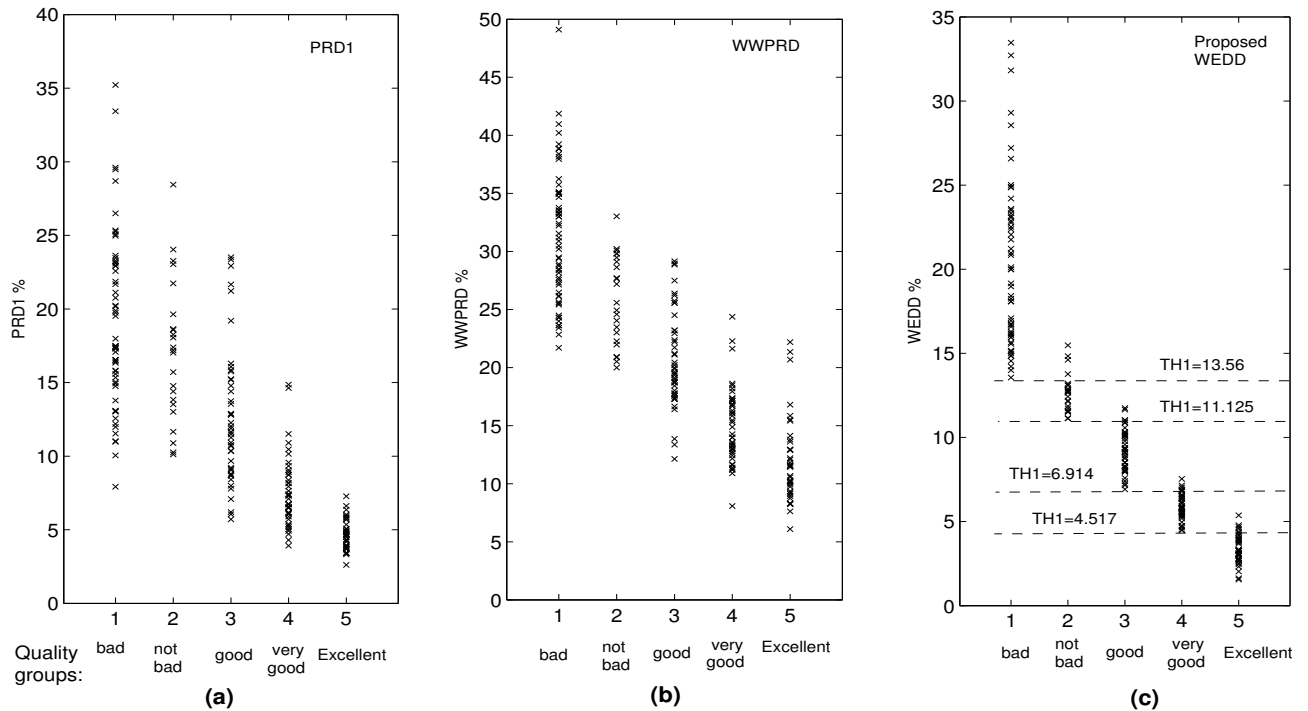 40
35
30
25
20
15
10
5
0
PRD1 %
PRD1
1 2 3 4 5
bad not bad good very good Excellent
Quality groups:
(a)
50
45
40
35
30
25
20
15
10
5
0
WWPRD %
WWPRD
1 2 3 4 5
bad not bad good very good Excellent
(b)
35
30
25
20
15
10
5
0
WEDD %
Proposed
WEDD
TH1=13.56
TH1=11.125
TH1=6.914
TH1=4.517
1 2 3 4 5
bad not bad good very good Excellent
(c)